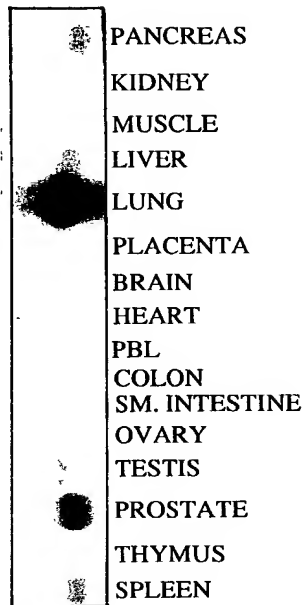 PANCREAS
KIDNEY
MUSCLE
LIVER
LUNG
PLACENTA
BRAIN
HEART
PBL
COLON
SM. INTESTINE
OVARY
TESTIS
PROSTATE
THYMUS
SPLEEN